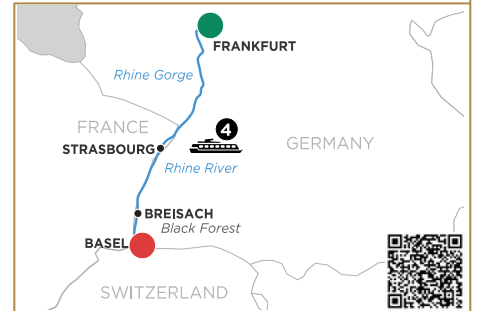 FRANKFURT
Rhine Gorge
FRANCE
4
STRASBOURG
GERMANY
Rhine River
BREISACH
Black Forest
BASEL
SWITZERLAND